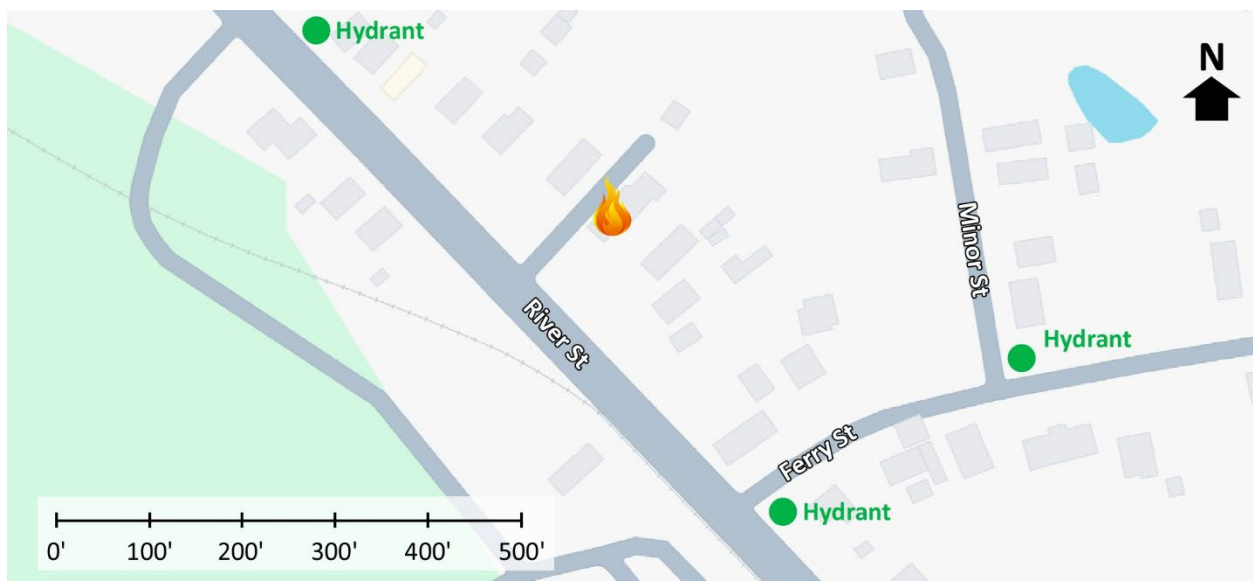 Hydrant
N
Minor St
River St
Hydrant
Ferry St
Hydrant
0' 100' 200' 300' 400' 500'